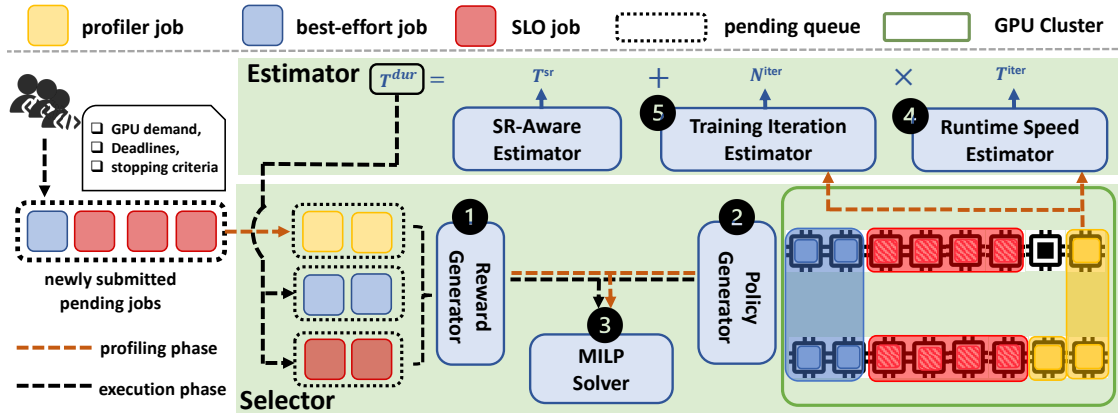 profiler job
best-effort job
SLO job
pending queue
GPU Cluster
Estimator
T^dur = T^sr + N^iter × T^iter
GPU demand,
Deadlines,
stopping criteria
SR-Aware
Estimator
5
Training Iteration
Estimator
4
Runtime Speed
Estimator
newly submitted
pending jobs
1
Reward
Generator
2
Policy
Generator
3
MILP
Solver
profiling phase
execution phase
Selector